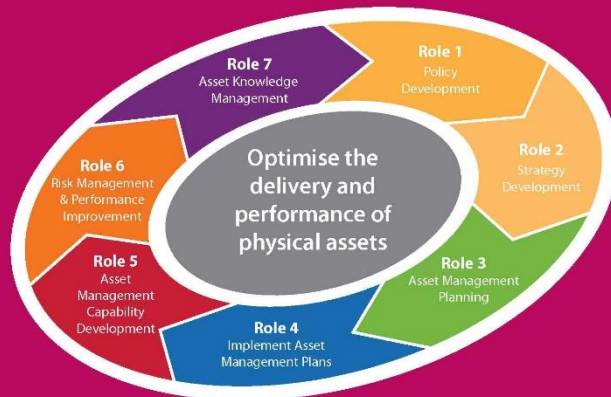 Role 1
Policy
Development
Role 2
Strategy
Development
Role 3
Asset Management
Planning
Role 4
Implement Asset
Management Plans
Role 5
Asset
Management
Capability
Development
Role 6
Risk Management
& Performance
Improvement
Role 7
Asset Knowledge
Management
Optimise the
delivery and
performance of
physical assets